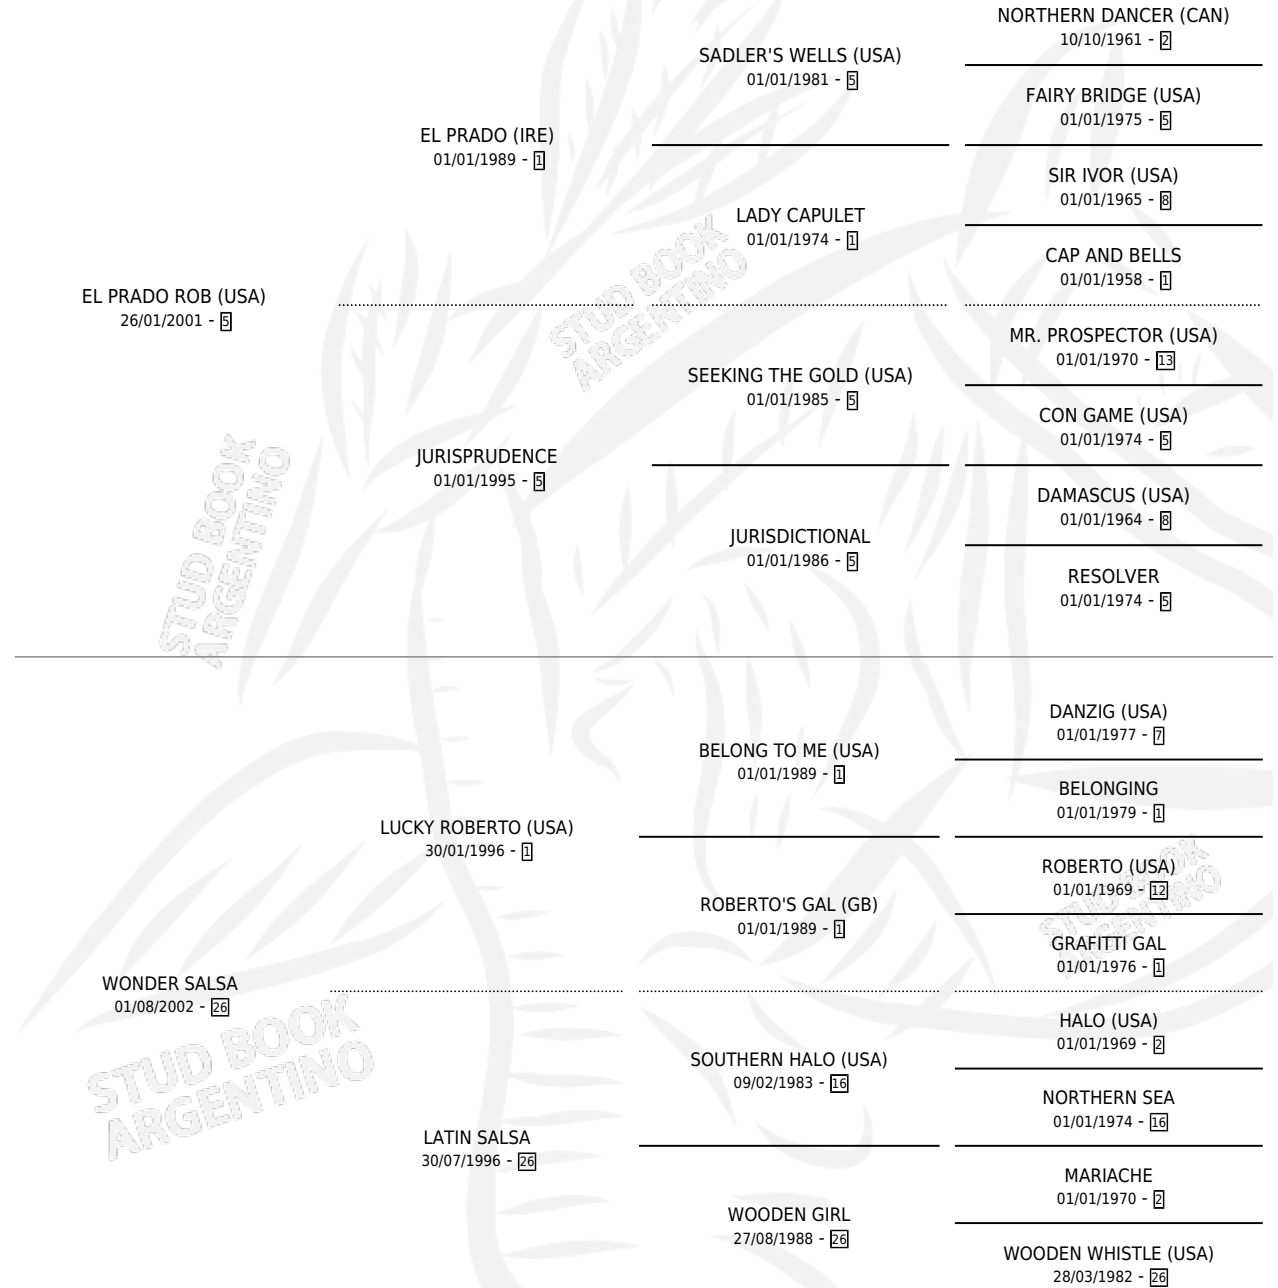 NORTHERN DANCER (CAN)
10/10/1961 - 2
SADLER'S WELLS (USA)
01/01/1981 - 5
FAIRY BRIDGE (USA)
01/01/1975 - 5
EL PRADO (IRE)
01/01/1989 - 1
SIR IVOR (USA)
01/01/1965 - 8
LADY CAPULET
01/01/1974 - 1
CAP AND BELLS
01/01/1958 - 1
EL PRADO ROB (USA)
26/01/2001 - 5
MR. PROSPECTOR (USA)
01/01/1970 - 13
SEEKING THE GOLD (USA)
01/01/1985 - 5
CON GAME (USA)
01/01/1974 - 5
JURISPRUDENCE
01/01/1995 - 5
DAMASCUS (USA)
01/01/1964 - 8
JURISDICTIONAL
01/01/1986 - 5
RESOLVER
01/01/1974 - 5
DANZIG (USA)
01/01/1977 - 7
BELONG TO ME (USA)
01/01/1989 - 1
BELONGING
01/01/1979 - 1
LUCKY ROBERTO (USA)
30/01/1996 - 1
ROBERTO (USA)
01/01/1969 - 12
ROBERTO'S GAL (GB)
01/01/1989 - 1
GRAFITTI GAL
01/01/1976 - 1
WONDER SALSA
01/08/2002 - 26
HALO (USA)
01/01/1969 - 2
SOUTHERN HALO (USA)
09/02/1983 - 16
NORTHERN SEA
01/01/1974 - 16
LATIN SALSA
30/07/1996 - 26
MARIACHE
01/01/1970 - 2
WOODEN GIRL
27/08/1988 - 26
WOODEN WHISTLE (USA)
28/03/1982 - 26
STUD BOOK
ARGENTINO
STUD BOOK
ARGENTINO
STUD BOOK
ARGENTINO
STUD BOOK
ARGENTINO